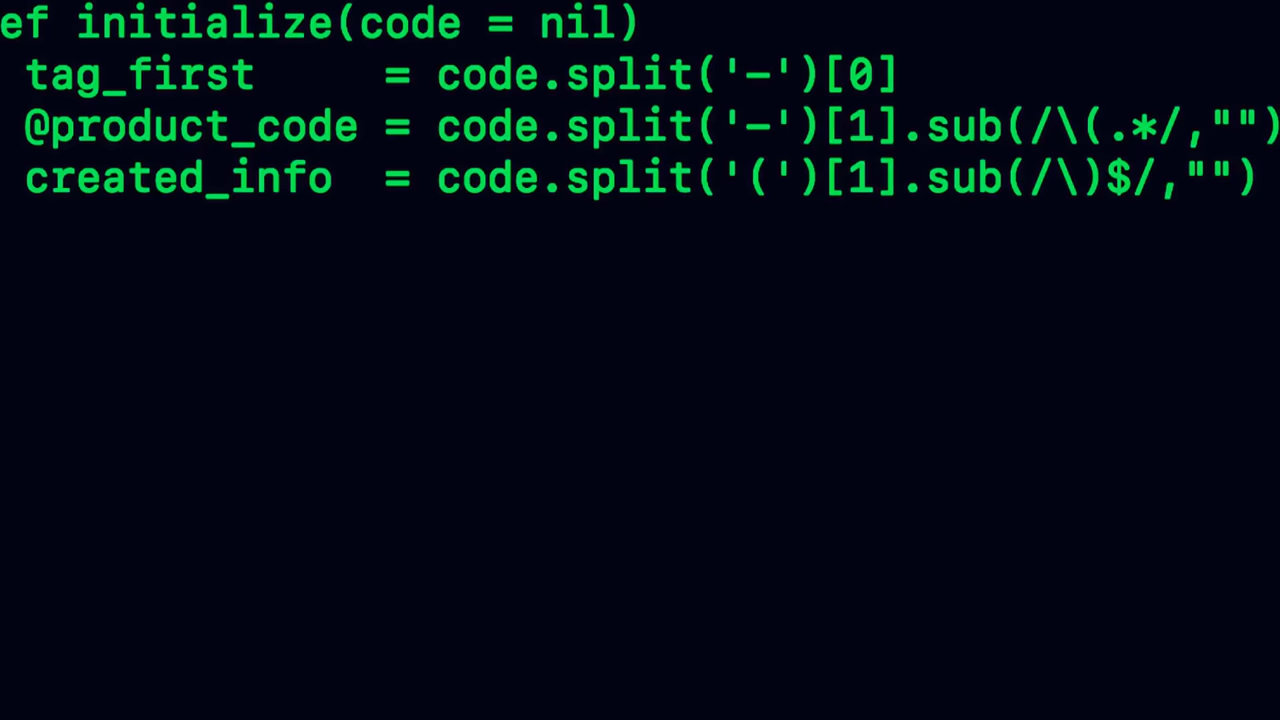 ef initialize(code = nil)
tag_first     = code.split('-')[0]
@product_code = code.split('-')[1].sub(/\(.*/,"")
created_info  = code.split('(')[1].sub(/\)$/,"")